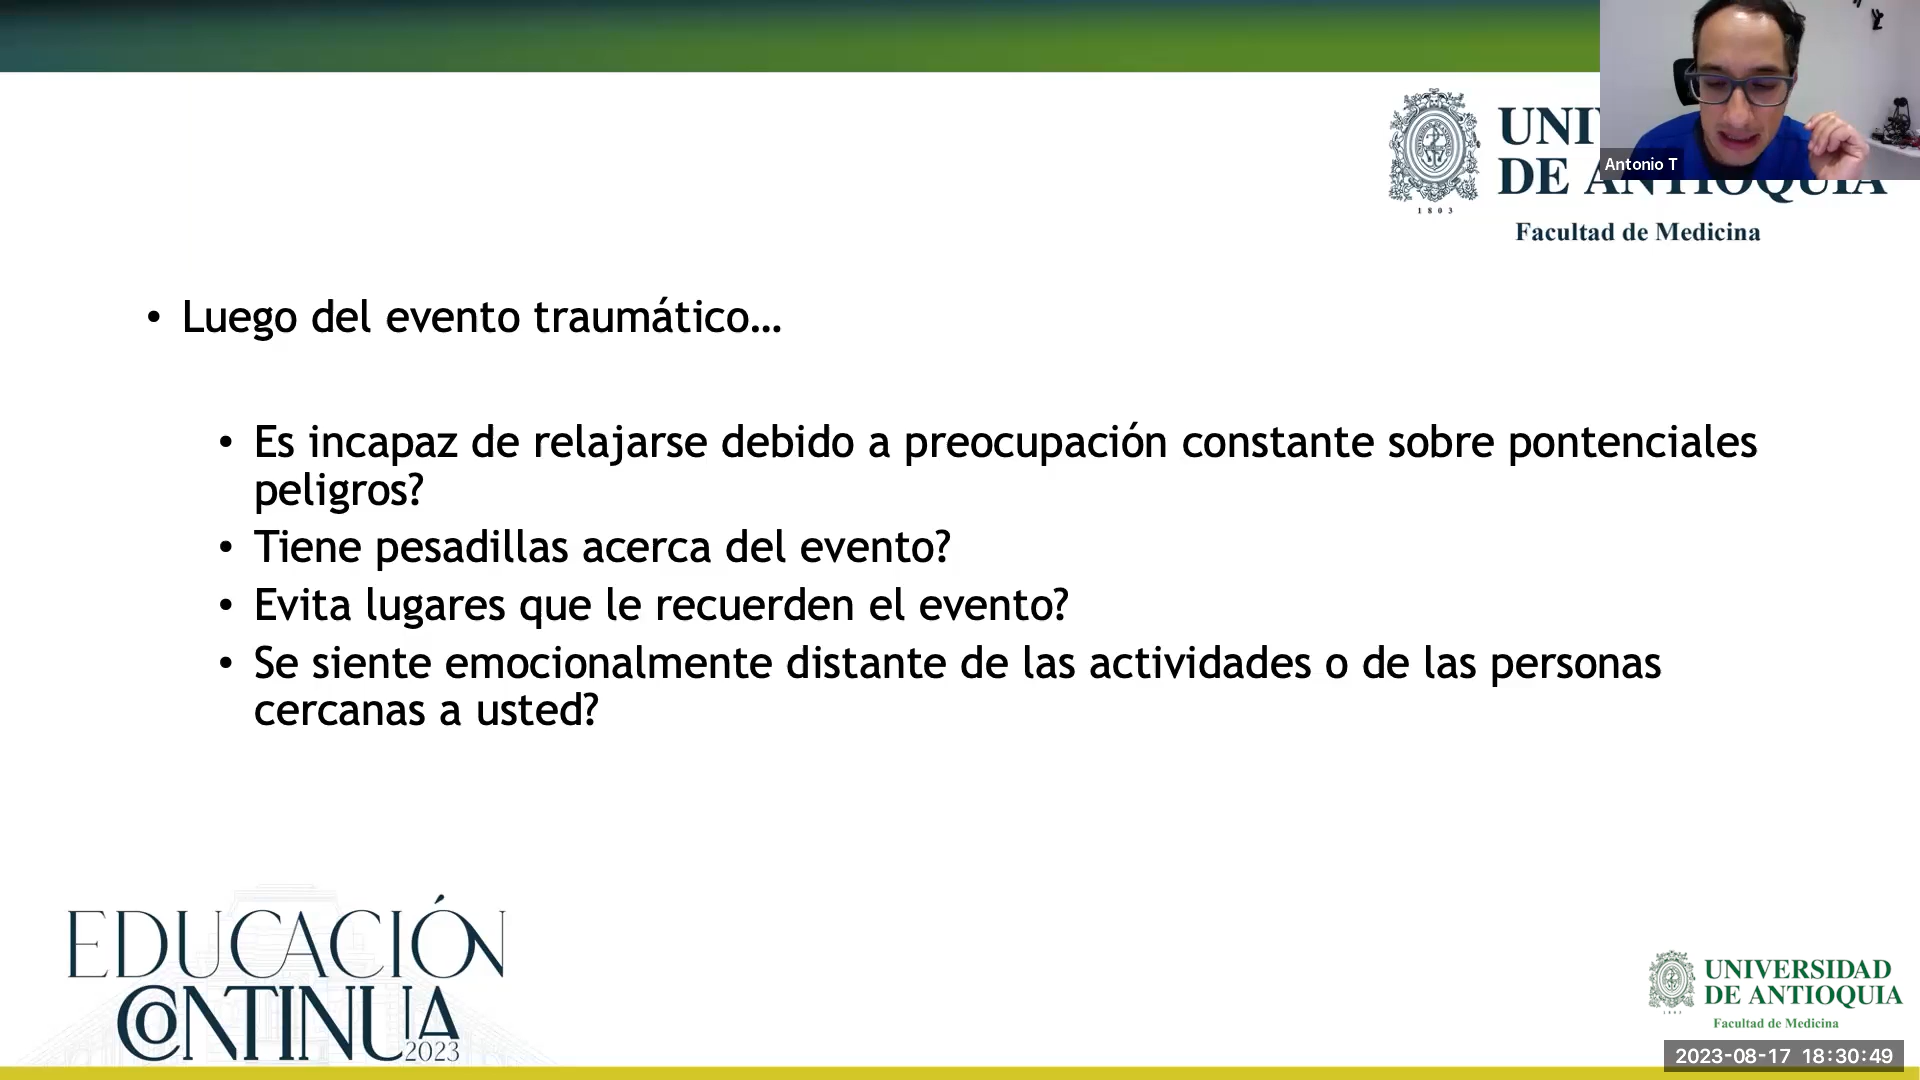 UNI
DE ANTIOQUIA
1803
Facultad de Medicina
Antonio T
• Luego del evento traumático…
• Es incapaz de relajarse debido a preocupación constante sobre pontenciales
peligros?
• Tiene pesadillas acerca del evento?
• Evita lugares que le recuerden el evento?
• Se siente emocionalmente distante de las actividades o de las personas
cercanas a usted?
EDUCACIÓN
CONTINUA
2023
UNIVERSIDAD
DE ANTIOQUIA
1803
Facultad de Medicina
2023-08-17 18:30:49